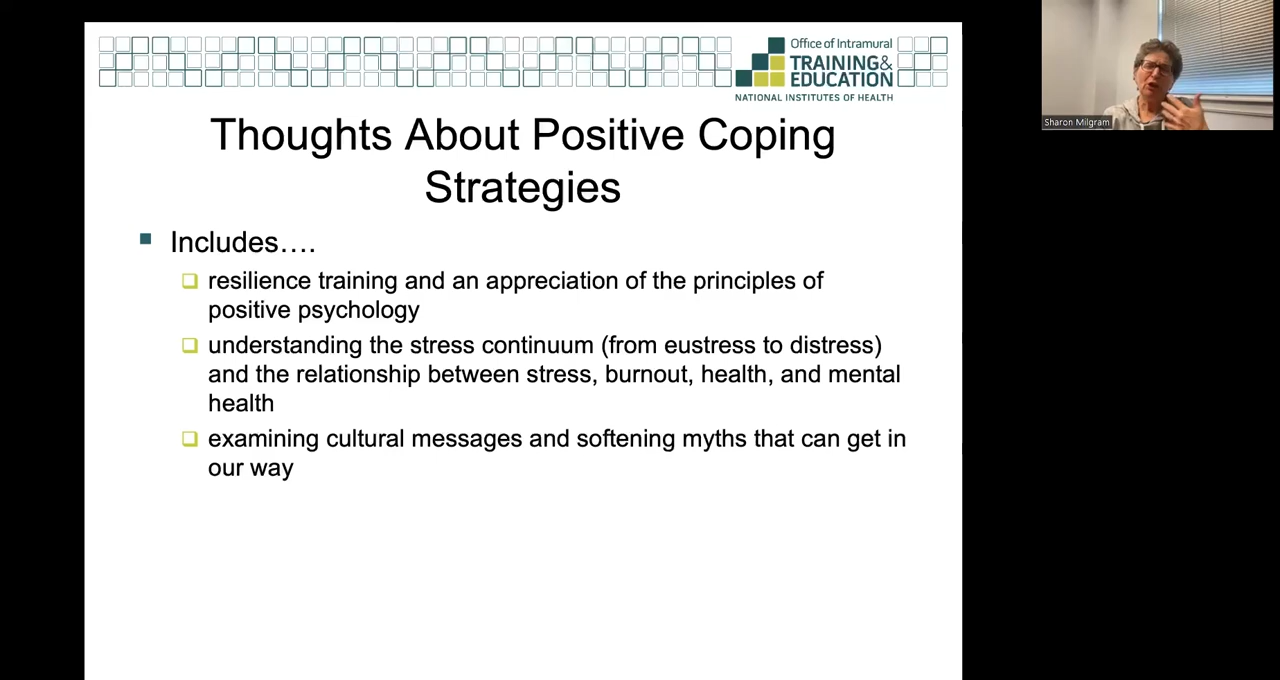 Office of Intramural
TRAINING &
EDUCATION
NATIONAL INSTITUTES OF HEALTH
Sharon Milgram
Thoughts About Positive Coping
Strategies
Includes….
resilience training and an appreciation of the principles of
positive psychology
understanding the stress continuum (from eustress to distress)
and the relationship between stress, burnout, health, and mental
health
examining cultural messages and softening myths that can get in
our way